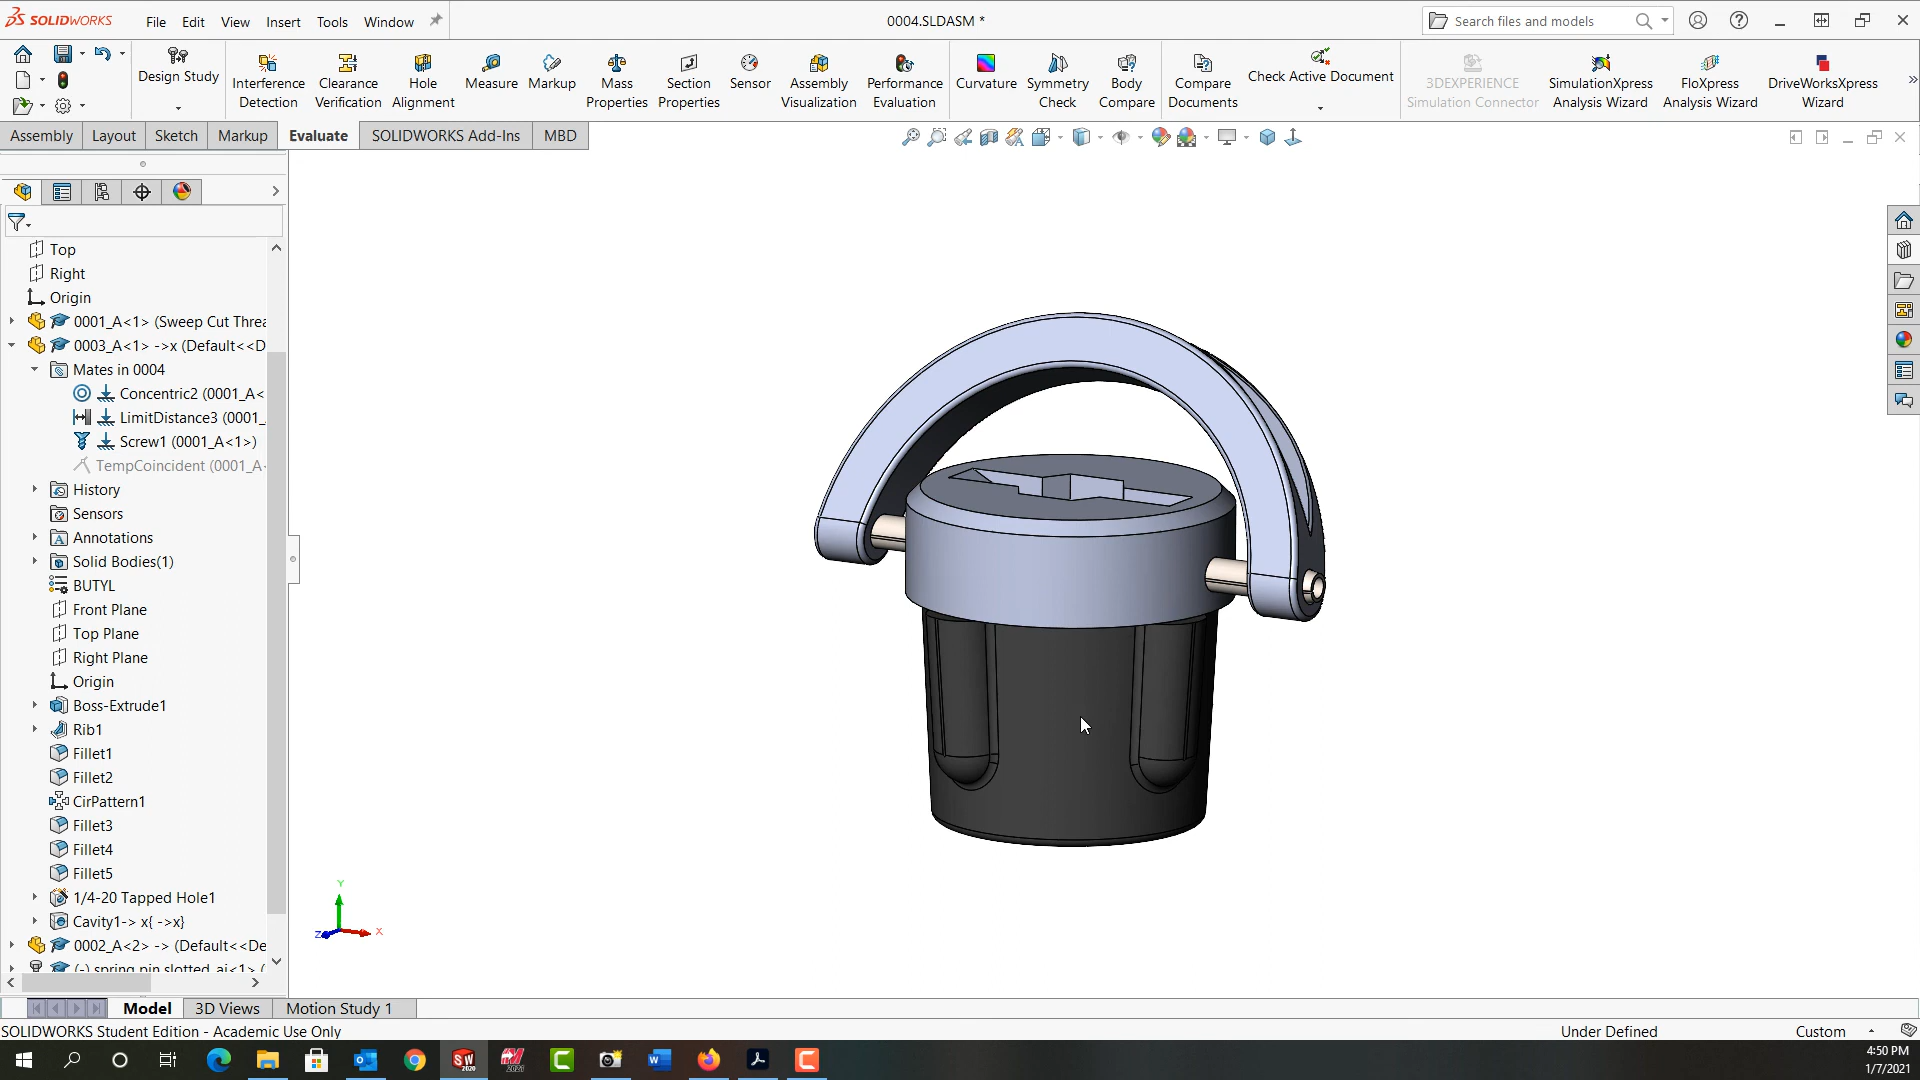 SOLIDWORKS File Edit View Insert Tools Window 0004.SLDASM * Search files and models
Design Study
Interference Detection
Clearance Verification
Hole Alignment
Measure
Markup
Mass Properties
Section Properties
Sensor
Assembly Visualization
Performance Evaluation
Curvature
Symmetry Check
Body Compare
Compare Documents
Check Active Document
3DEXPERIENCE Simulation Connector
SimulationXpress Analysis Wizard
FloXpress Analysis Wizard
DriveWorksXpress Wizard
Assembly Layout Sketch Markup Evaluate SOLIDWORKS Add-Ins MBD
Top
Right
Origin
0001_A<1> (Sweep Cut Threa
0003_A<1> ->x (Default<<D
Mates in 0004
Concentric2 (0001_A<
LimitDistance3 (0001_
Screw1 (0001_A<1>)
TempCoincident (0001_A
History
Sensors
Annotations
Solid Bodies(1)
BUTYL
Front Plane
Top Plane
Right Plane
Origin
Boss-Extrude1
Rib1
Fillet1
Fillet2
CirPattern1
Fillet3
Fillet4
Fillet5
1/4-20 Tapped Hole1
Cavity1-> x{ ->x}
0002_A<2> -> (Default<<De
(-) spring pin slotted_ai<1> (
Y
Z
X
Model 3D Views Motion Study 1
SOLIDWORKS Student Edition - Academic Use Only Under Defined Custom
4:50 PM
1/7/2021